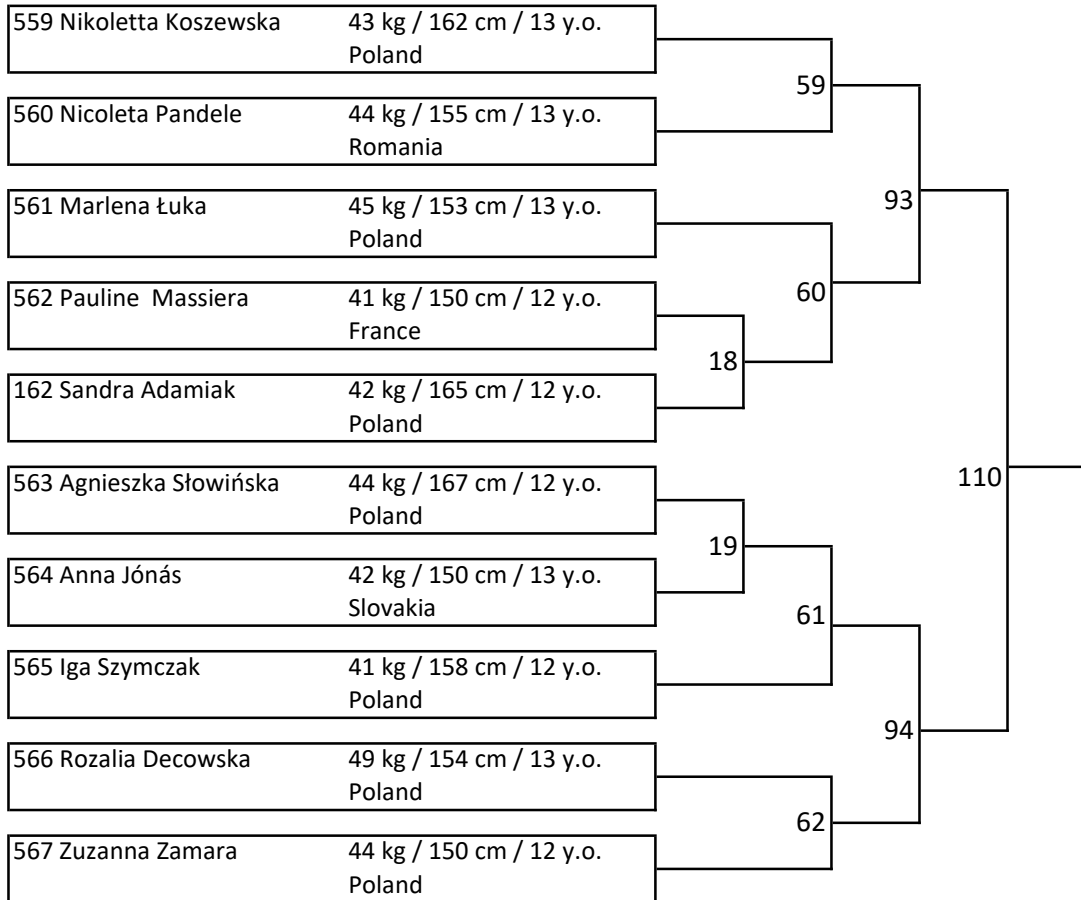 559 Nikoletta Koszewska 43 kg / 162 cm / 13 y.o.
Poland
59
560 Nicoleta Pandele 44 kg / 155 cm / 13 y.o.
Romania
561 Marlena Łuka 45 kg / 153 cm / 13 y.o.
93
Poland
562 Pauline  Massiera 41 kg / 150 cm / 12 y.o.
60
France
18
162 Sandra Adamiak 42 kg / 165 cm / 12 y.o.
Poland
563 Agnieszka Słowińska 44 kg / 167 cm / 12 y.o.
110
Poland
19
564 Anna Jónás 42 kg / 150 cm / 13 y.o.
Slovakia
61
565 Iga Szymczak 41 kg / 158 cm / 12 y.o.
Poland
94
566 Rozalia Decowska 49 kg / 154 cm / 13 y.o.
Poland
62
567 Zuzanna Zamara 44 kg / 150 cm / 12 y.o.
Poland